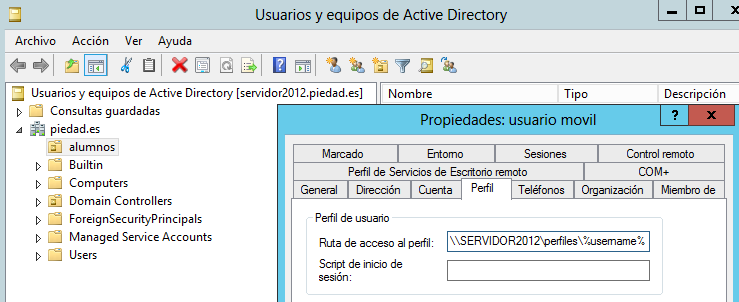 Usuarios y equipos de Active Directory
Archivo Acción Ver Ayuda
Usuarios y equipos de Active Directory [servidor2012.piedad.es]
Nombre Tipo Descripción
Consultas guardadas
piedad.es
alumnos
Builtin
Computers
Domain Controllers
ForeignSecurityPrincipals
Managed Service Accounts
Users
Propiedades: usuario movil
Marcado Entorno Sesiones Control remoto
Perfil de Servicios de Escritorio remoto COM+
General Dirección Cuenta Perfil Teléfonos Organización Miembro de
Perfil de usuario
Ruta de acceso al perfil: \\SERVIDOR2012\perfiles\%username%
Script de inicio de
sesión: